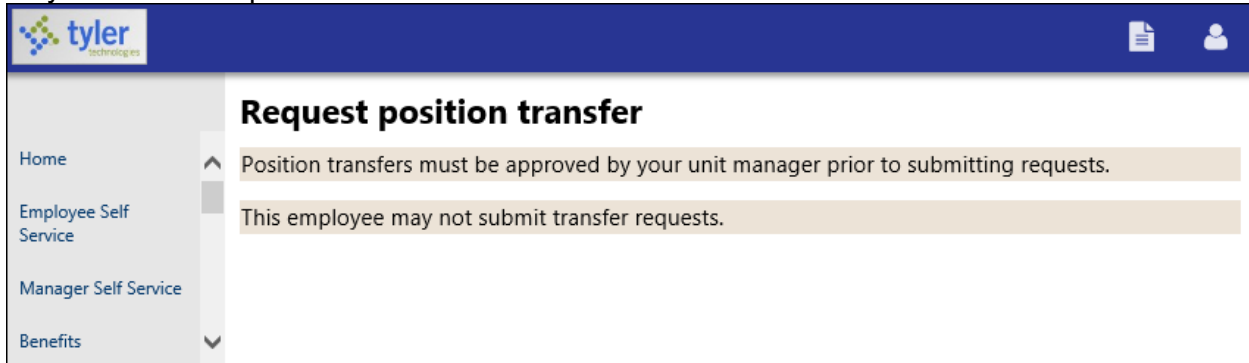 tyler
technologies
Request position transfer
Position transfers must be approved by your unit manager prior to submitting requests.
This employee may not submit transfer requests.
Home
Employee Self
Service
Manager Self Service
Benefits